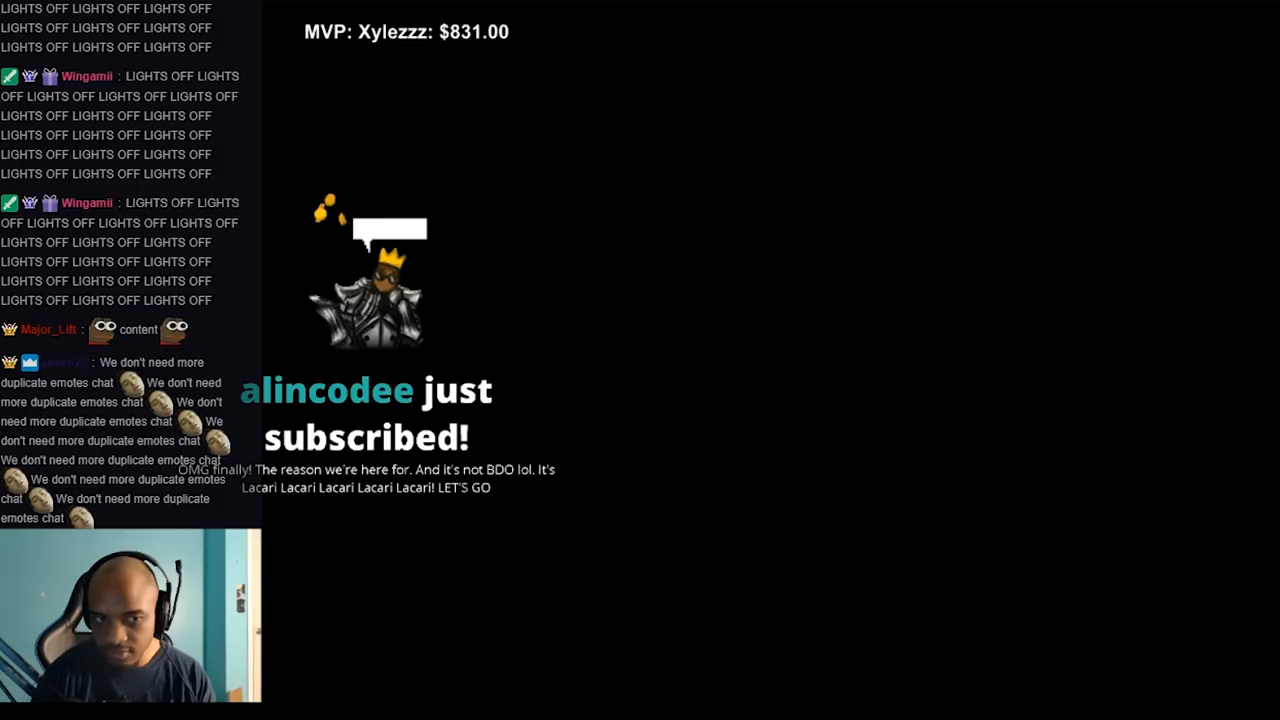 LIGHTS OFF LIGHTS OFF LIGHTS OFF
LIGHTS OFF LIGHTS OFF LIGHTS OFF
LIGHTS OFF LIGHTS OFF LIGHTS OFF
Wingamii : LIGHTS OFF LIGHTS
OFF LIGHTS OFF LIGHTS OFF LIGHTS OFF
LIGHTS OFF LIGHTS OFF LIGHTS OFF
LIGHTS OFF LIGHTS OFF LIGHTS OFF
LIGHTS OFF LIGHTS OFF LIGHTS OFF
LIGHTS OFF LIGHTS OFF LIGHTS OFF
Wingamii : LIGHTS OFF LIGHTS
OFF LIGHTS OFF LIGHTS OFF LIGHTS OFF
LIGHTS OFF LIGHTS OFF LIGHTS OFF
LIGHTS OFF LIGHTS OFF LIGHTS OFF
LIGHTS OFF LIGHTS OFF LIGHTS OFF
LIGHTS OFF LIGHTS OFF LIGHTS OFF
Major_Lift : content
: We don't need more
duplicate emotes chat We don't need
more duplicate emotes chat We don't
need more duplicate emotes chat We
don't need more duplicate emotes chat
We don't need more duplicate emotes chat
We don't need more duplicate emotes
chat We don't need more duplicate
emotes chat
MVP: Xylezzz: $831.00
alincodee just
subscribed!
OMG finally! The reason we're here for. And it's not BDO lol. It's
Lacari Lacari Lacari Lacari Lacari! LET'S GO